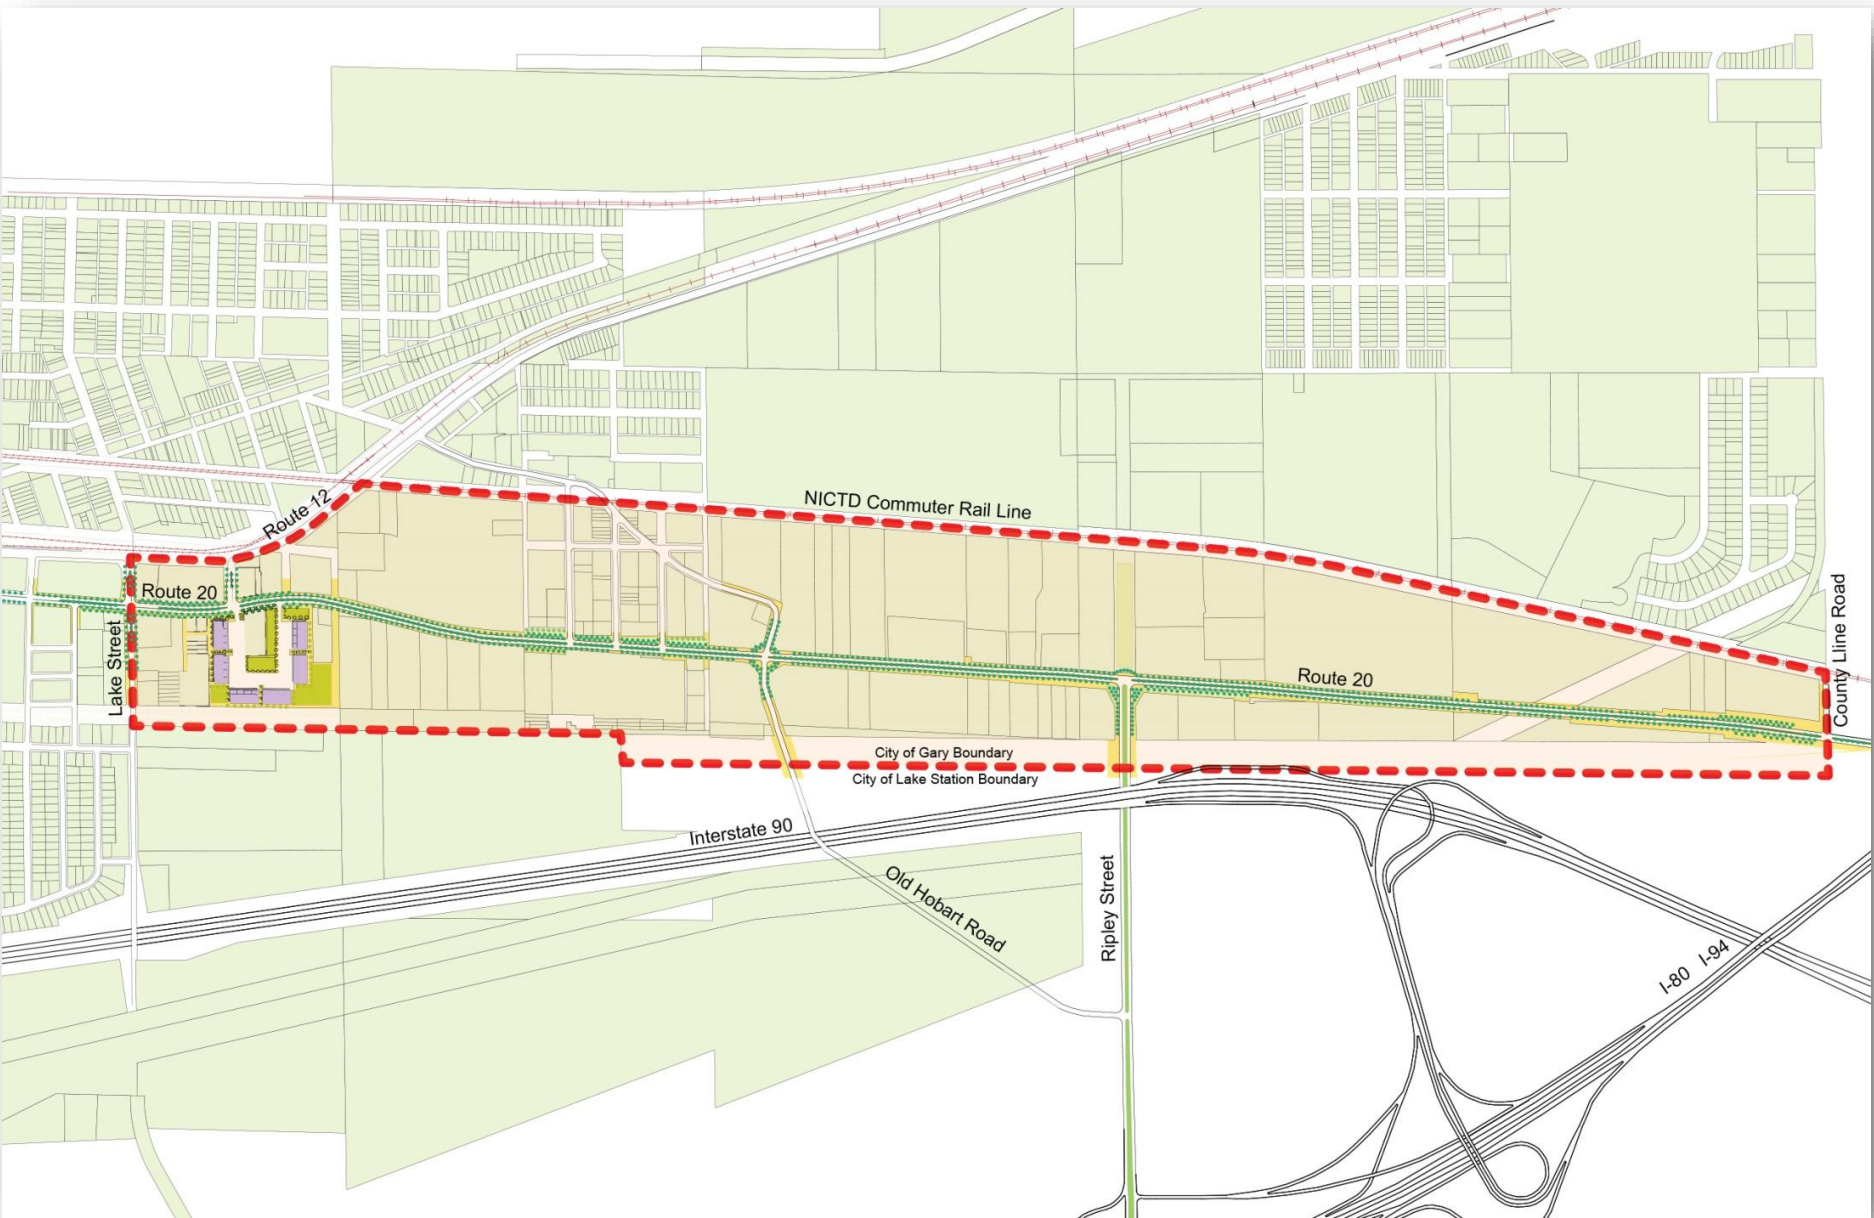 NICTD Commuter Rail Line
Route 12
Route 20
Lake Street
Route 20
County Lline Road
City of Gary Boundary
City of Lake Station Boundary
Interstate 90
Old Hobart Road
Ripley Street
I-80 I-94